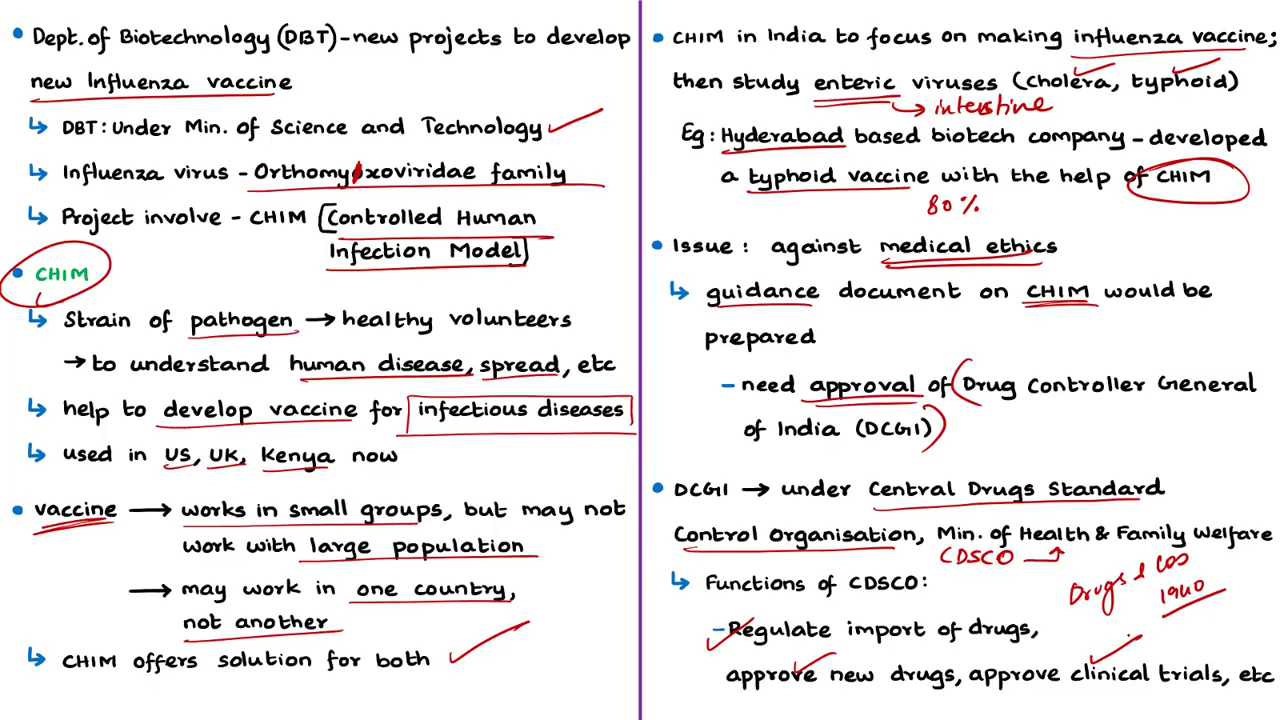 • Dept. of Biotechnology (DBT) - new projects to develop
new Influenza vaccine
↳ DBT: Under Min. of Science and Technology
↳ Influenza virus - Orthomyxoviridae family
↳ Project involve - CHIM [Controlled Human
Infection Model]
• CHIM
↳ Strain of pathogen → healthy volunteers
→ to understand human disease, spread, etc
↳ help to develop vaccine for infectious diseases
↳ used in US, UK, Kenya now
• vaccine → works in small groups, but may not
work with large population
→ may work in one country,
not another
↳ CHIM offers solution for both
• CHIM in India to focus on making influenza vaccine;
then study enteric viruses (cholera, typhoid)
↳ interstine
Eg: Hyderabad based biotech company - developed
a typhoid vaccine with the help of CHIM
80%
• Issue: against medical ethics
↳ guidance document on CHIM would be
prepared
- need approval of (Drug Controller General
of India (DCGI))
• DCGI → under Central Drugs Standard
Control Organisation, Min. of Health & Family Welfare
CDSCO →
↳ Functions of CDSCO:
Drugs & Cos
1940
- Regulate import of drugs,
approve new drugs, approve clinical trials, etc